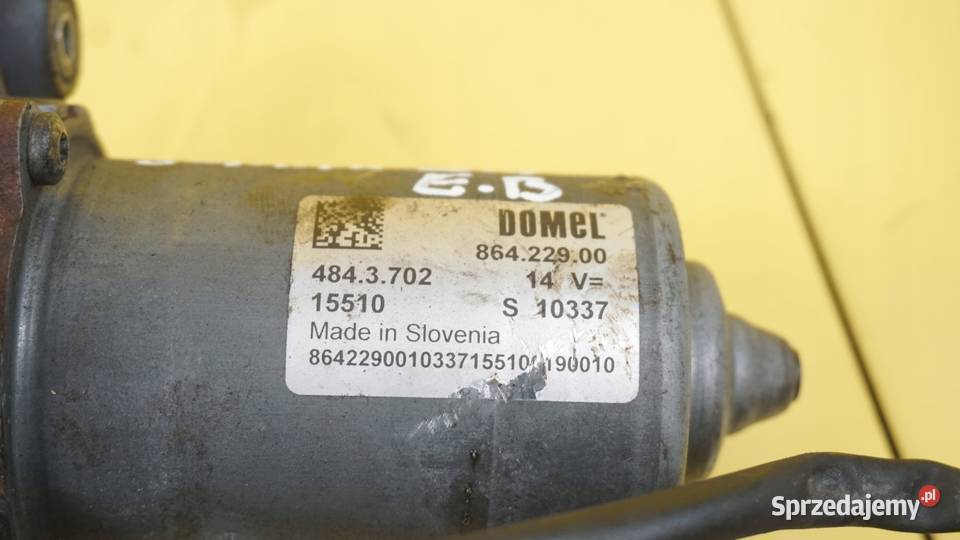 E.B
DOMEL
864.229.00
484.3.702 14 V=
15510 S 10337
Made in Slovenia
Sprzedajemy.pl